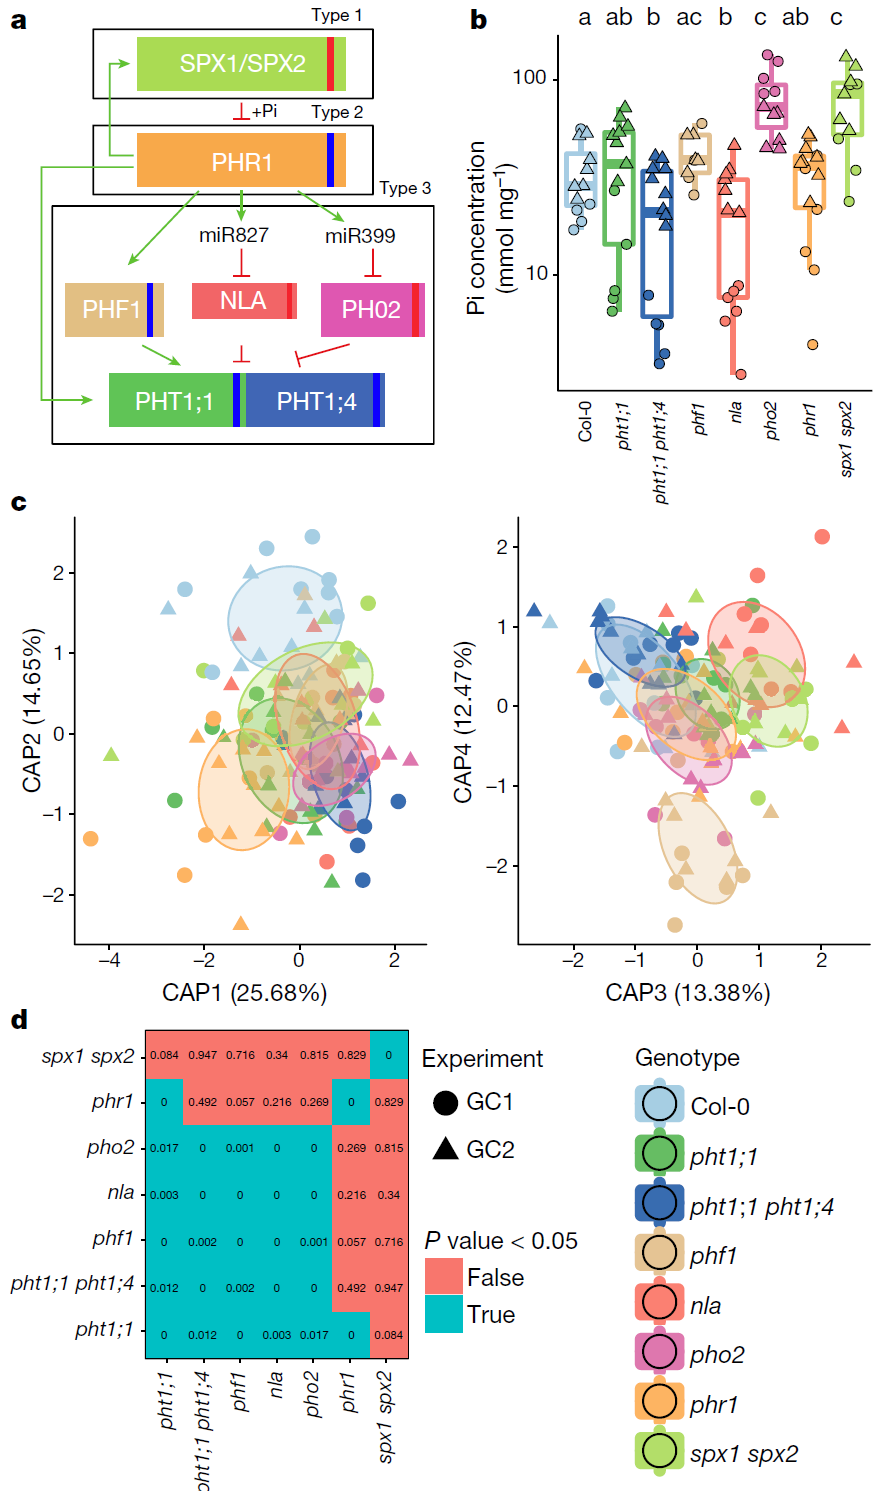 a
Type 1
SPX1/SPX2
+Pi
Type 2
PHR1
Type 3
miR827
miR399
PHF1
NLA
PH02
PHT1;1
PHT1;4
b
a ab b ac b c ab c
Pi concentration
(mmol mg⁻¹)
100
10
Col-0
pht1;1
pht1;1 pht1;4
phf1
nla
pho2
phr1
spx1 spx2
c
CAP2 (14.65%)
2
1
0
−1
−2
−4 −2 0 2
CAP1 (25.68%)
CAP4 (12.47%)
2
1
0
−1
−2
−2 −1 0 1 2
CAP3 (13.38%)
d
spx1 spx2 0.084 0.947 0.716 0.34 0.815 0.829 0
phr1 0 0.492 0.057 0.216 0.269 0 0.829
pho2 0.017 0 0.001 0 0 0.269 0.815
nla 0.003 0 0 0 0 0.216 0.34
phf1 0 0.002 0 0 0.001 0.057 0.716
pht1;1 pht1;4 0.012 0 0.002 0 0 0.492 0.947
pht1;1 0 0.012 0 0.003 0.017 0 0.084
pht1;1
pht1;1 pht1;4
phf1
nla
pho2
phr1
spx1 spx2
Experiment
GC1
GC2
P value < 0.05
False
True
Genotype
Col-0
pht1;1
pht1;1 pht1;4
phf1
nla
pho2
phr1
spx1 spx2